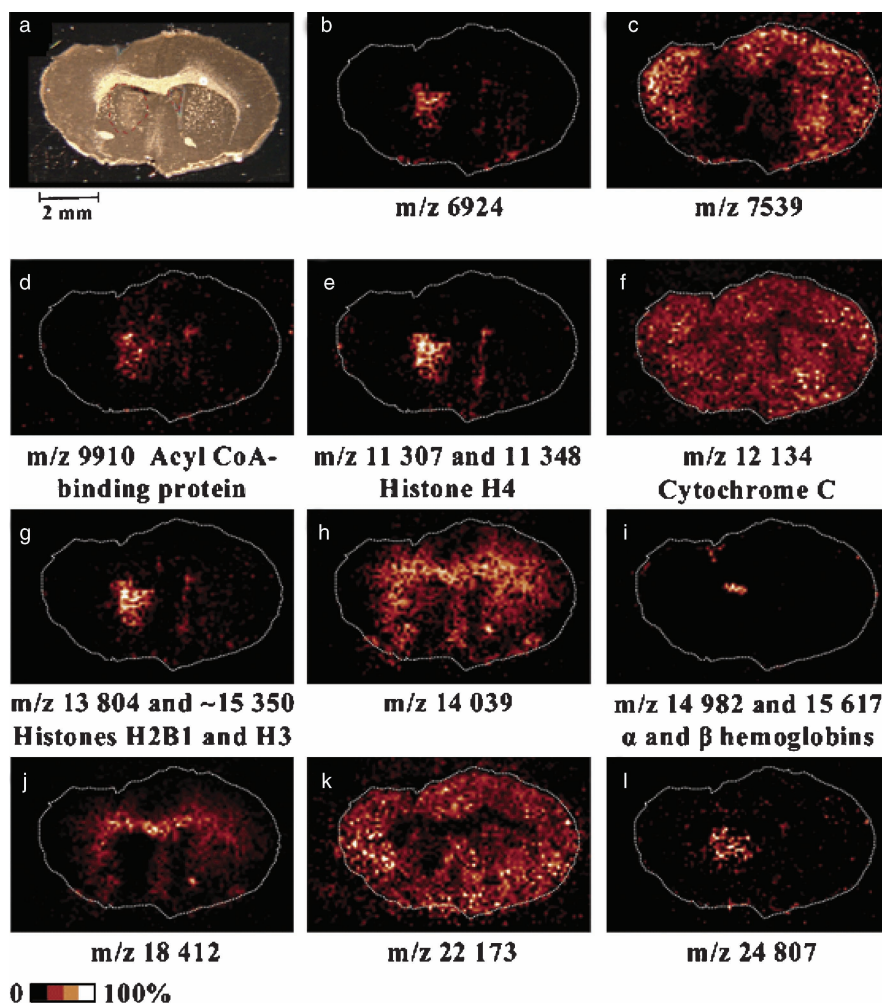 a
b
c
2 mm
m/z 6924
m/z 7539
d
e
f
m/z 9910 Acyl CoA-
binding protein
m/z 11 307 and 11 348
Histone H4
m/z 12 134
Cytochrome C
g
h
i
m/z 13 804 and ~15 350
Histones H2B1 and H3
m/z 14 039
m/z 14 982 and 15 617
α and β hemoglobins
j
k
l
m/z 18 412
m/z 22 173
m/z 24 807
0 100%